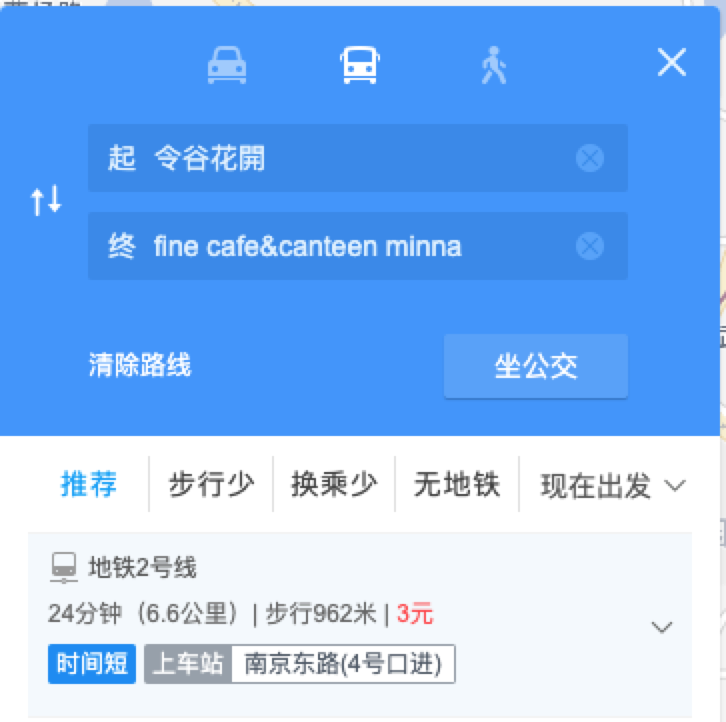 起 令谷花開
终 fine cafe&canteen minna
清除路线 坐公交
推荐 步行少 换乘少 无地铁 现在出发
地铁2号线
24分钟（6.6公里）| 步行962米 | 3元
时间短 上车站 南京东路(4号口进)